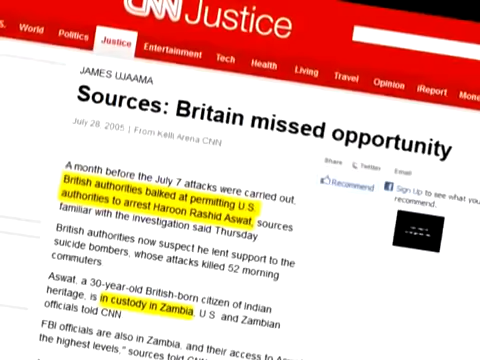 CNN Justice
S. World Politics Justice Entertainment Tech Health Living Travel Opinion iReport Mone
JAMES UJAAMA
Sources: Britain missed opportunity
July 28, 2005 | From Kelli Arena CNN
Share Twitter Email
Recommend Sign Up to see what you
recommend.
A month before the July 7 attacks were carried out,
British authorities balked at permitting U.S.
authorities to arrest Haroon Rashid Aswat, sources
familiar with the investigation said Thursday
British authorities now suspect he lent support to the
suicide bombers, whose attacks killed 52 morning
commuters
Aswat, a 30-year-old British-born citizen of Indian
heritage, is in custody in Zambia, U S and Zambian
officials told CNN
FBI officials are also in Zambia, and their access to
the highest levels," sources told CNN